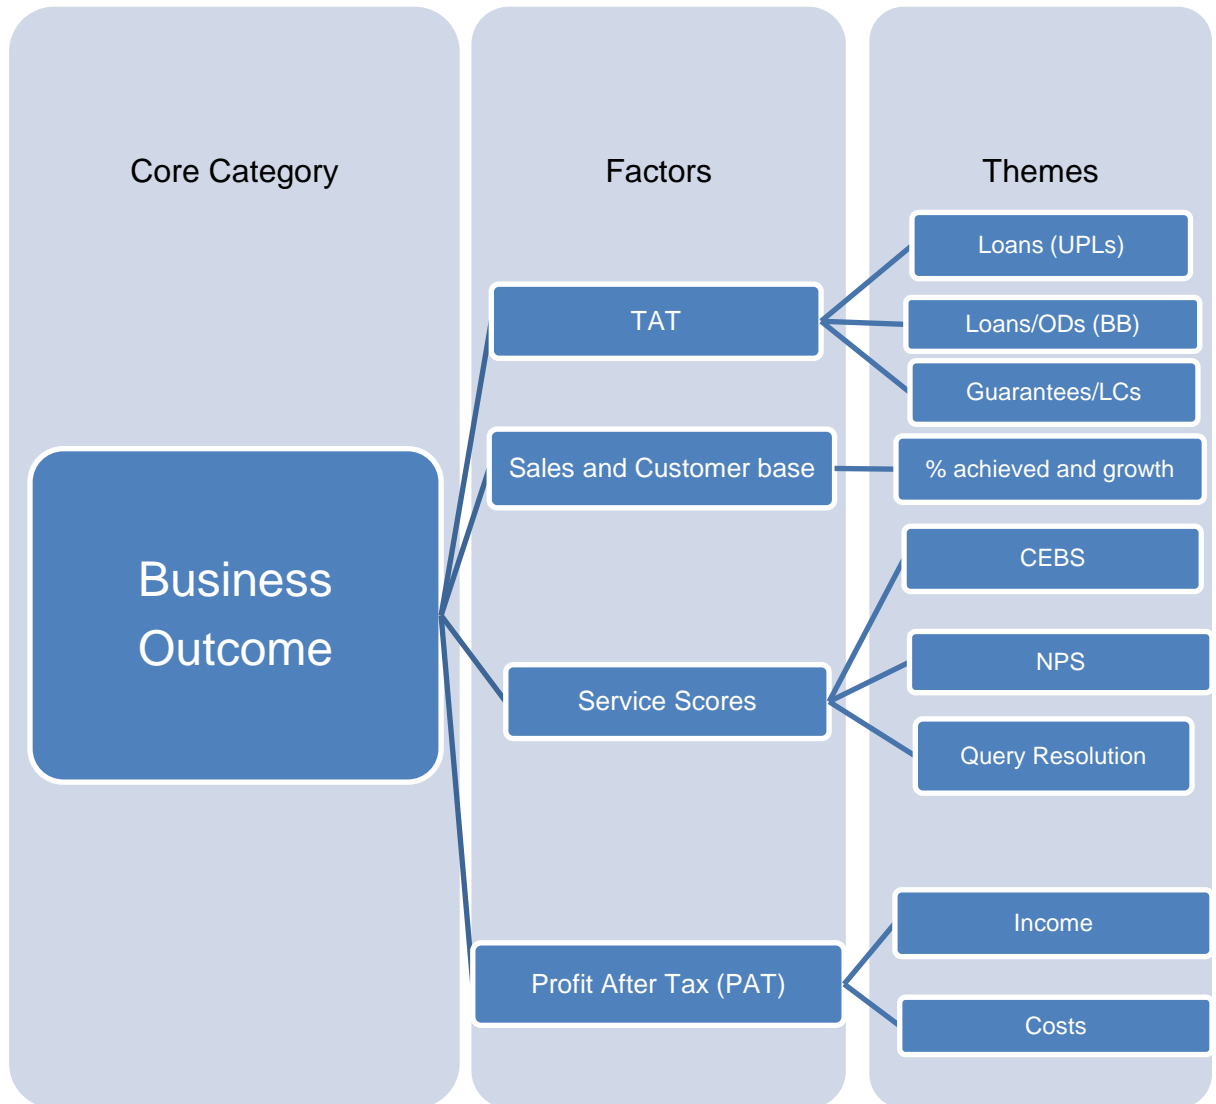 Core Category
Factors
Themes
Business
Outcome
TAT
Loans (UPLs)
Loans/ODs (BB)
Guarantees/LCs
Sales and Customer base
% achieved and growth
Service Scores
CEBS
NPS
Query Resolution
Profit After Tax (PAT)
Income
Costs